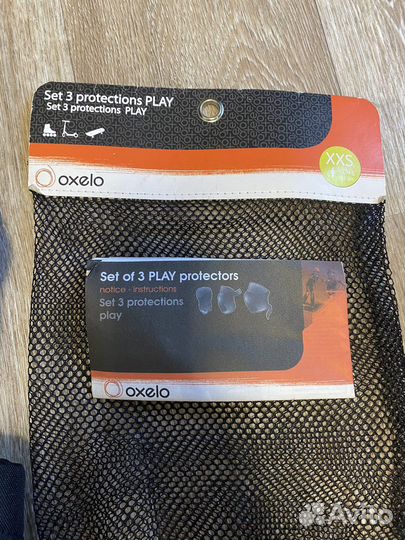 Set 3 protections PLAY
Set 3 protections PLAY
XXS
oxelo
Set of 3 PLAY protectors
notice - instructions
Set 3 protections
play
oxelo
Avito